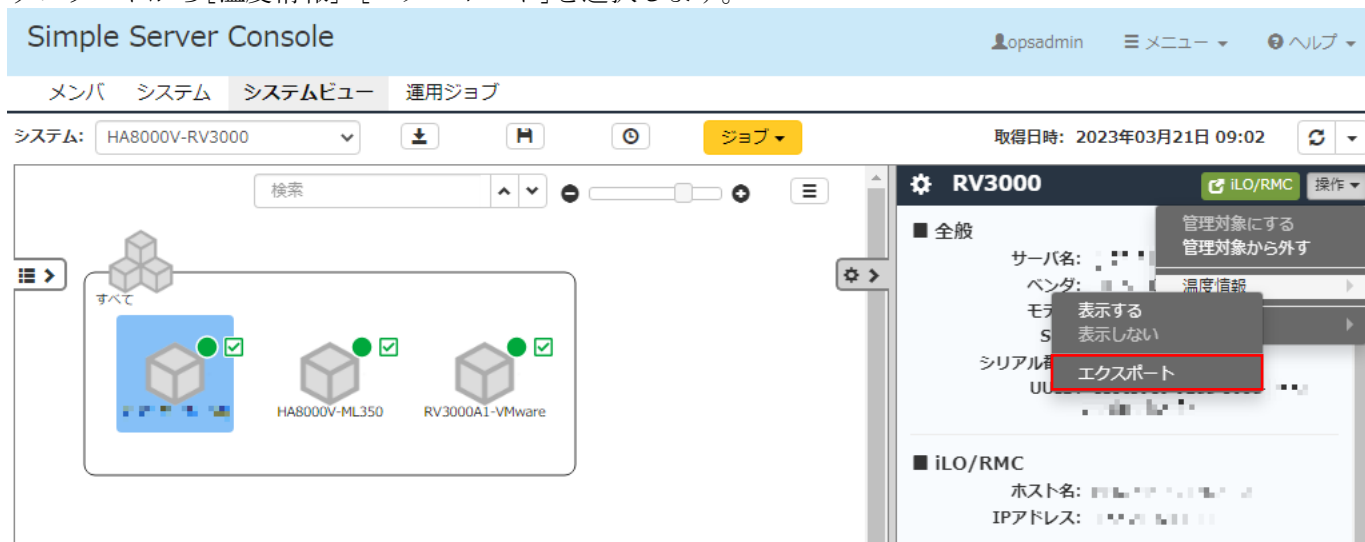 Simple Server Console
opsadmin メニュー ヘルプ
メンバ システム システムビュー 運用ジョブ
システム: HA8000V-RV3000 ジョブ 取得日時: 2023年03月21日 09:02
検索
すべて
HA8000V-ML350
RV3000A1-VMware
RV3000 iLO/RMC 操作
管理対象にする
管理対象から外す
温度情報
表示する
表示しない
エクスポート
■ 全般
サーバ名:
ベンダ:
■ iLO/RMC
ホスト名:
IPアドレス: